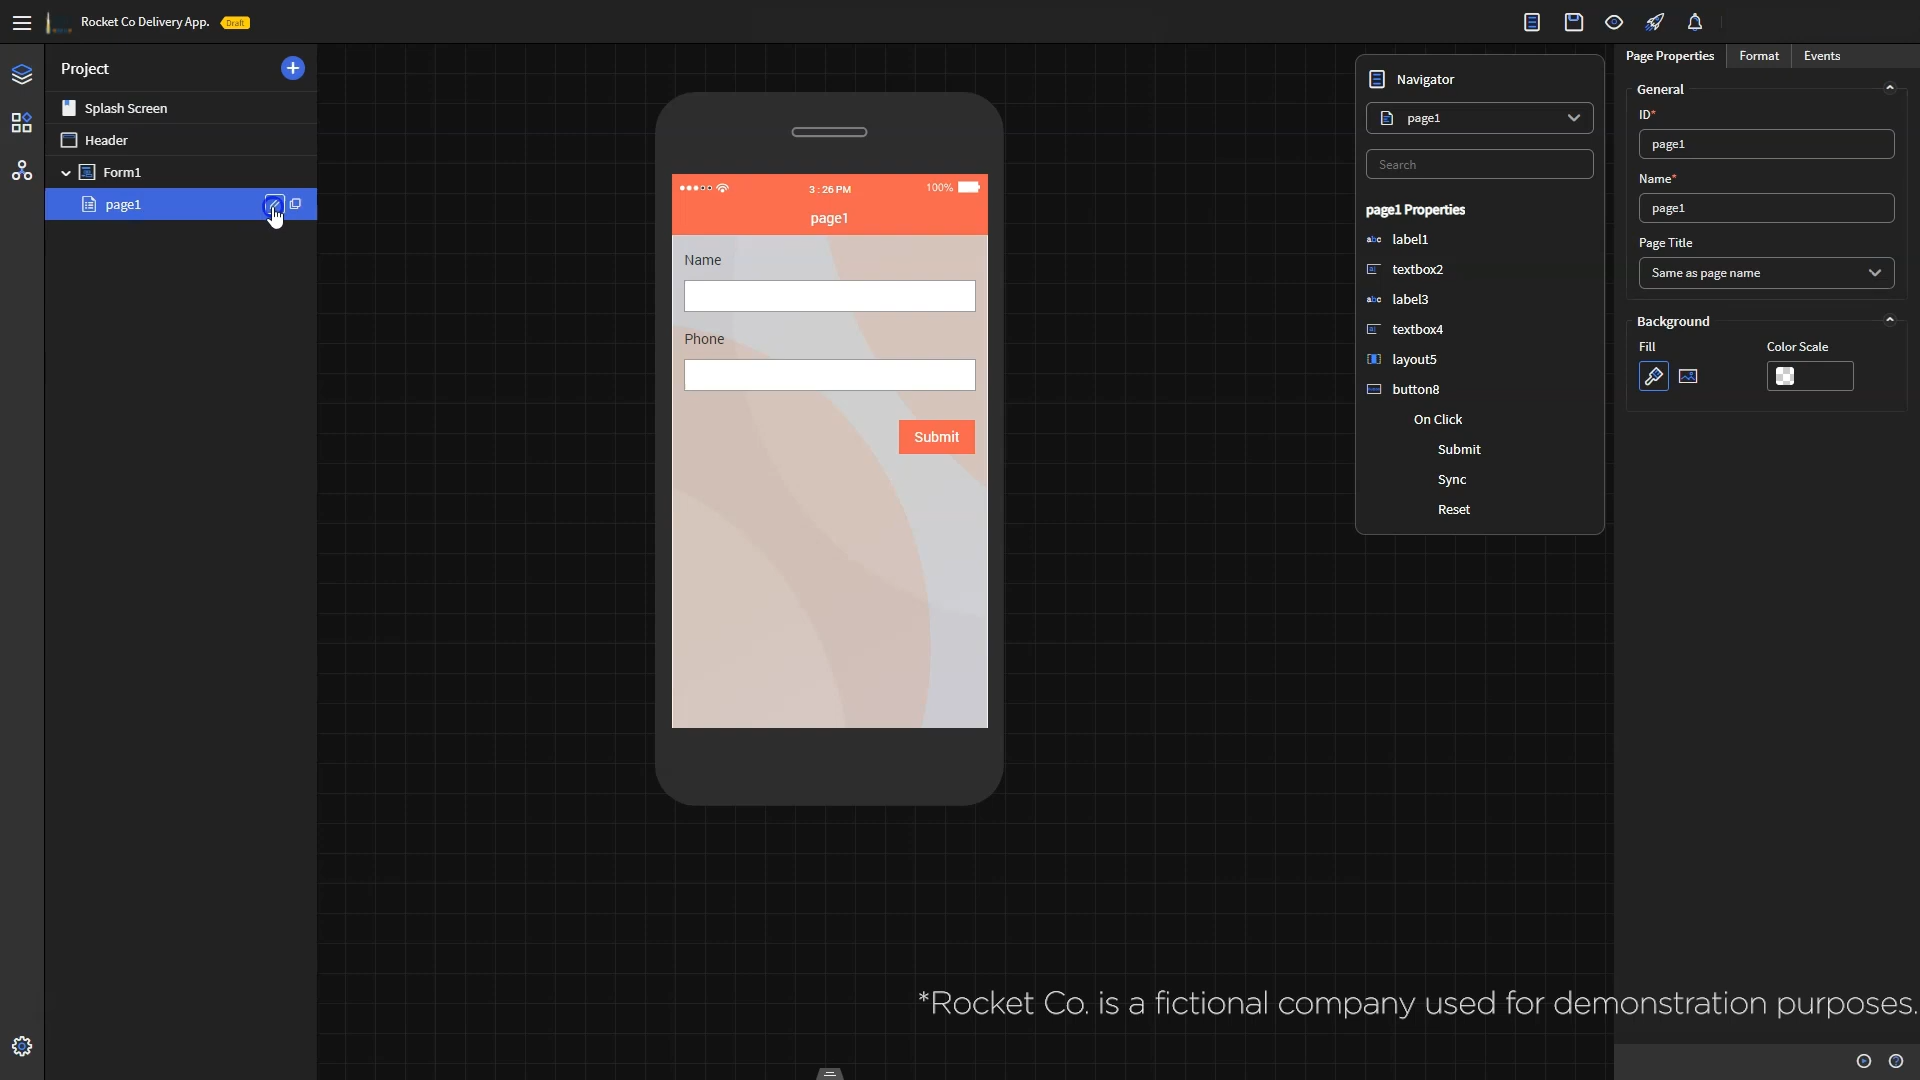 Rocket Co Delivery App.
Draft
Project
Splash Screen
Header
Form1
page1
3:26 PM
100%
page1
Name
Phone
Submit
Navigator
page1
Search
page1 Properties
abc label1
textbox2
abc label3
textbox4
layout5
button8
On Click
Submit
Sync
Reset
Page Properties
Format
Events
General
ID*
page1
Name*
page1
Page Title
Same as page name
Background
Fill
Color Scale
*Rocket Co. is a fictional company used for demonstration purposes.